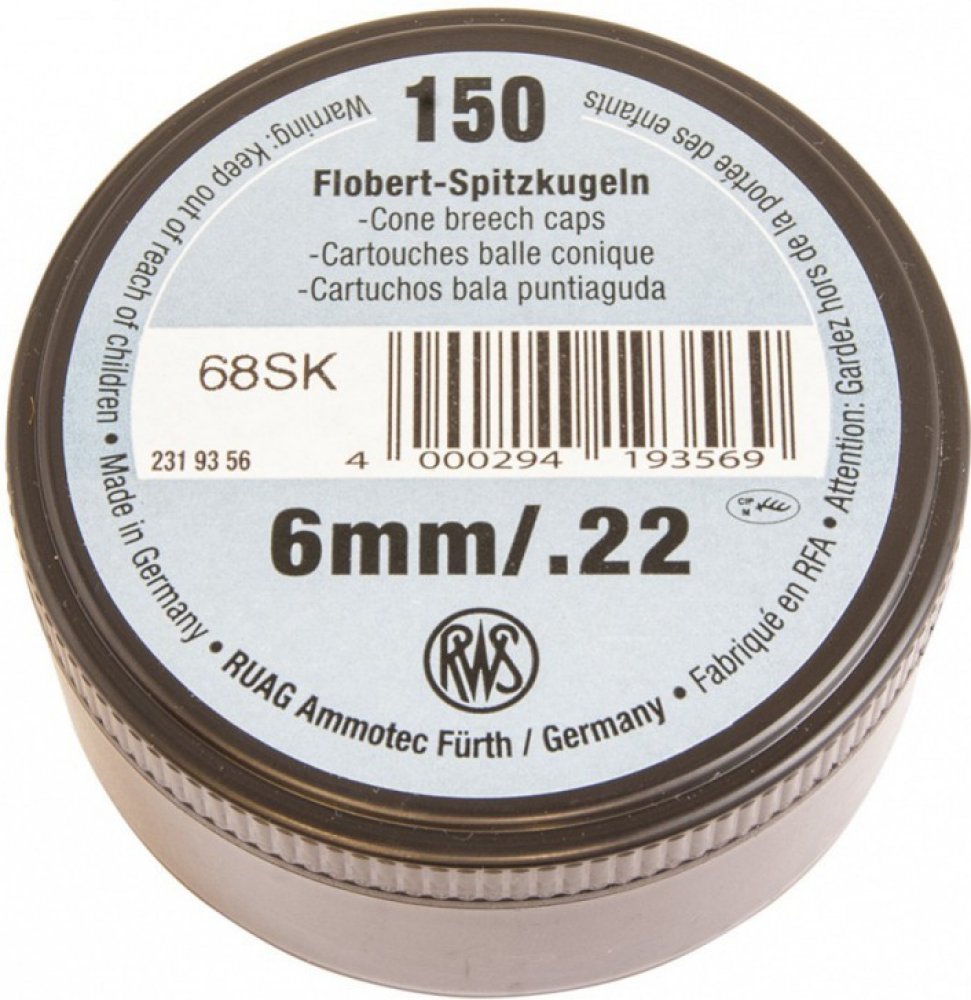 150
Flobert-Spitzkugeln
-Cone breech caps
-Cartouches balle conique
-Cartuchos bala puntiaguda
68SK
231 93 56
4 000294 193569
6mm/.22
CIP
N
RWS
Warning: Keep out of reach of children • Made in Germany • RUAG Ammotec Fürth / Germany • Fabriqué en RFA • Attention: Gardez hors de la portée des enfants